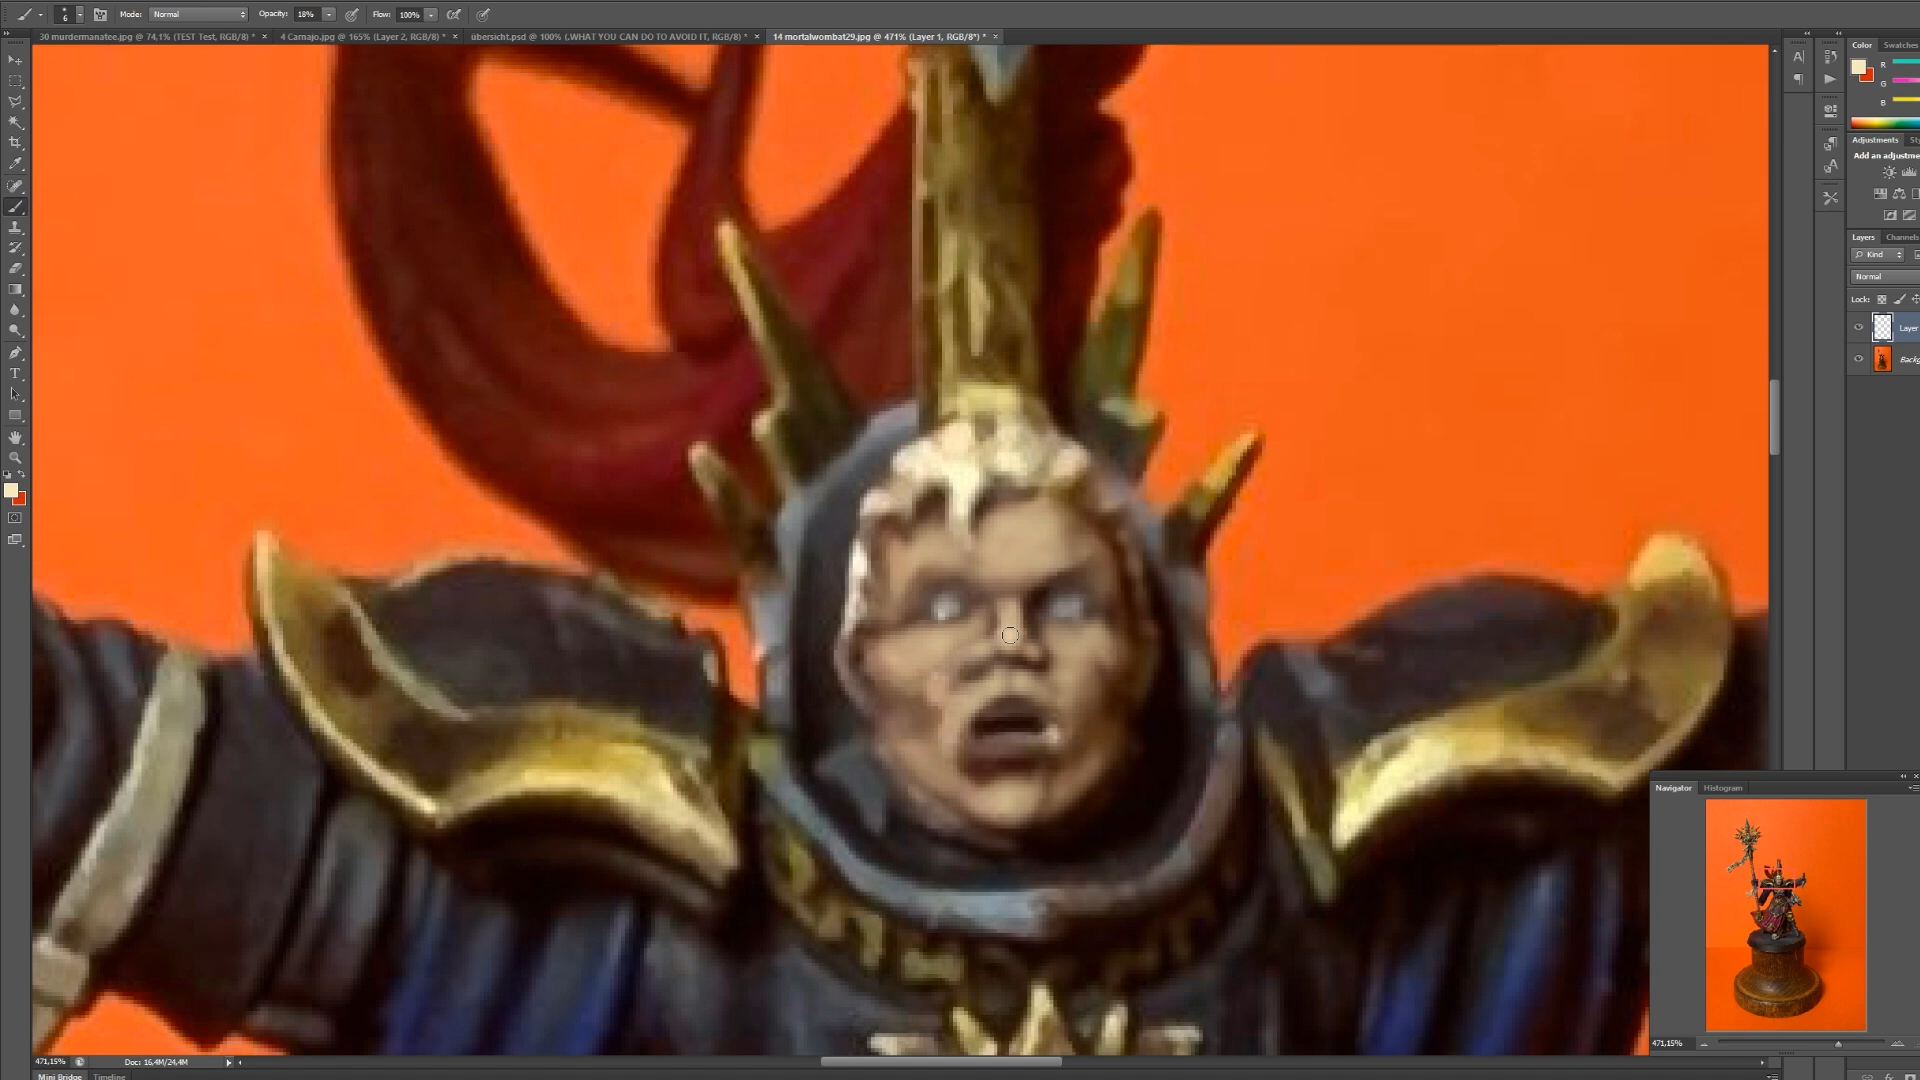 6 Mode: Normal Opacity: 18% Flow: 100%
30 murdermanatee.jpg @ 74,1% (TEST Test, RGB/8) * × 4 Camajo.jpg @ 165% (Layer 2, RGB/8) * × übersicht.psd @ 100% (.WHAT YOU CAN DO TO AVOID IT, RGB/8) * × 14 mortalwombat29.jpg @ 471% (Layer 1, RGB/8*) * ×
Color Swatches
R
G
B
Adjustments Sty
Add an adjustme
Layers Channels
Kind
Normal
Lock:
Layer
Backg
Navigator Histogram
471,15%
471,15% Doc: 16,4M/24,4M
Mini Bridge Timeline